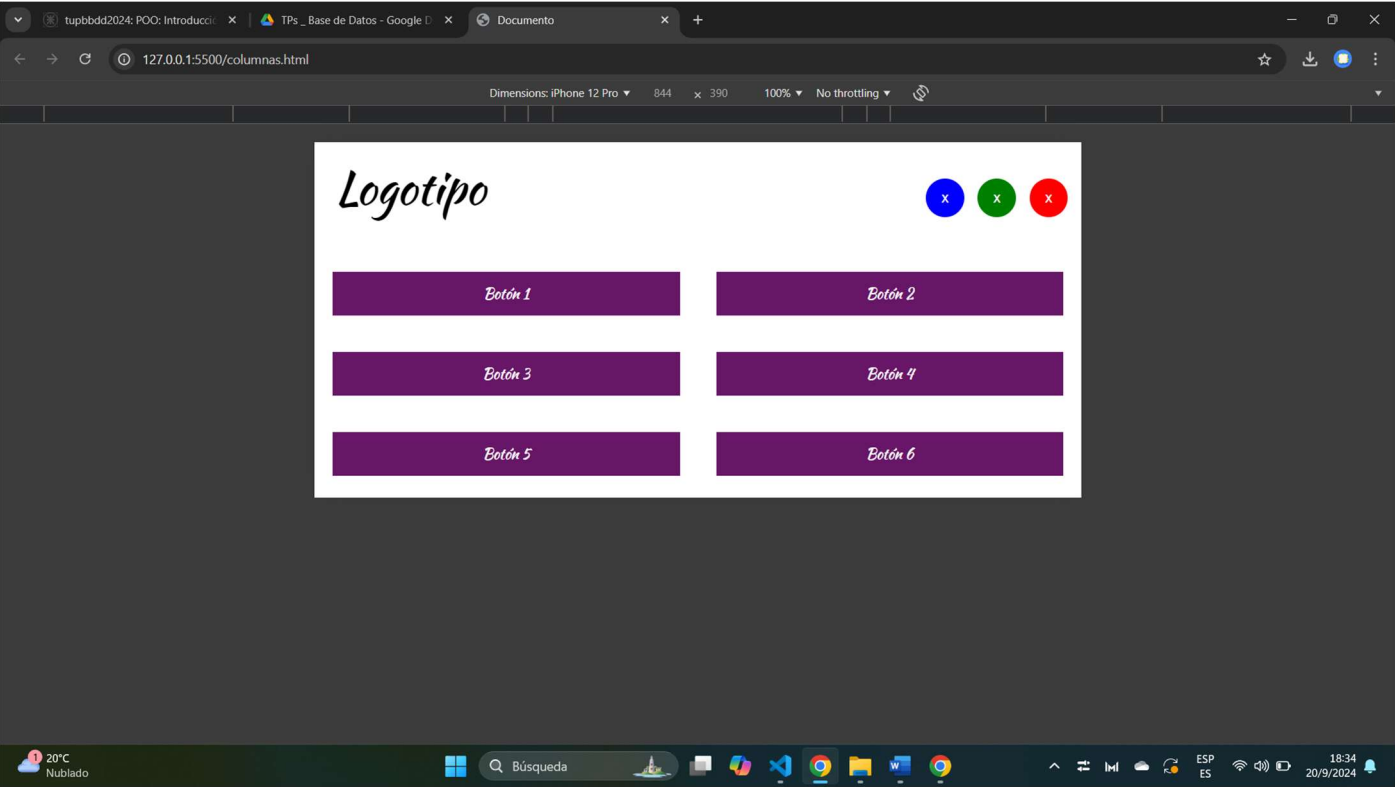 tupbbdd2024: POO: Introducció
TPs _ Base de Datos - Google D
Documento
127.0.0.1:5500/columnas.html
Dimensions: iPhone 12 Pro 844 x 390 100% No throttling
Logotipo
X X X
Botón 1 Botón 2
Botón 3 Botón 4
Botón 5 Botón 6
1 20°C
Nublado
Búsqueda
W
ESP
ES
18:34
20/9/2024